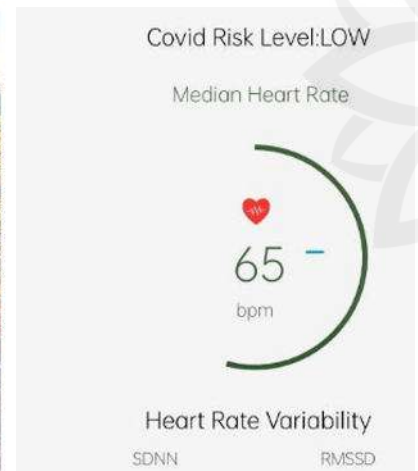 Covid Risk Level:LOW
Median Heart Rate
65
bpm
Heart Rate Variability
SDNN RMSSD